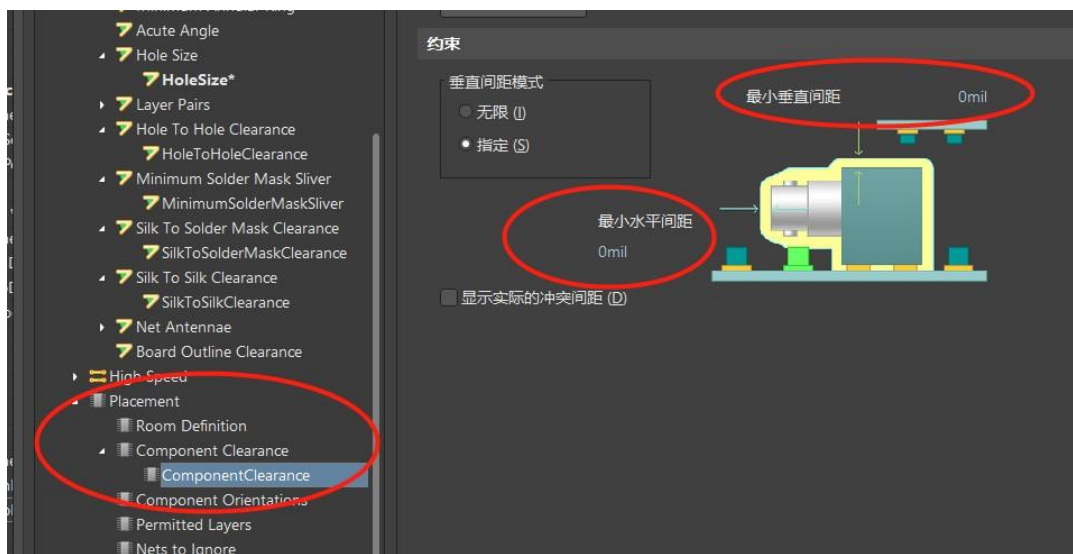 Acute Angle
Hole Size
HoleSize*
Layer Pairs
Hole To Hole Clearance
HoleToHoleClearance
Minimum Solder Mask Sliver
MinimumSolderMaskSliver
Silk To Solder Mask Clearance
SilkToSolderMaskClearance
Silk To Silk Clearance
SilkToSilkClearance
Net Antennae
Board Outline Clearance
High Speed
Placement
Room Definition
Component Clearance
ComponentClearance
Component Orientations
Permitted Layers
Nets to Ignore
约束
垂直间距模式
无限 (I)
指定 (S)
最小垂直间距 0mil
最小水平间距
0mil
显示实际的冲突间距 (D)